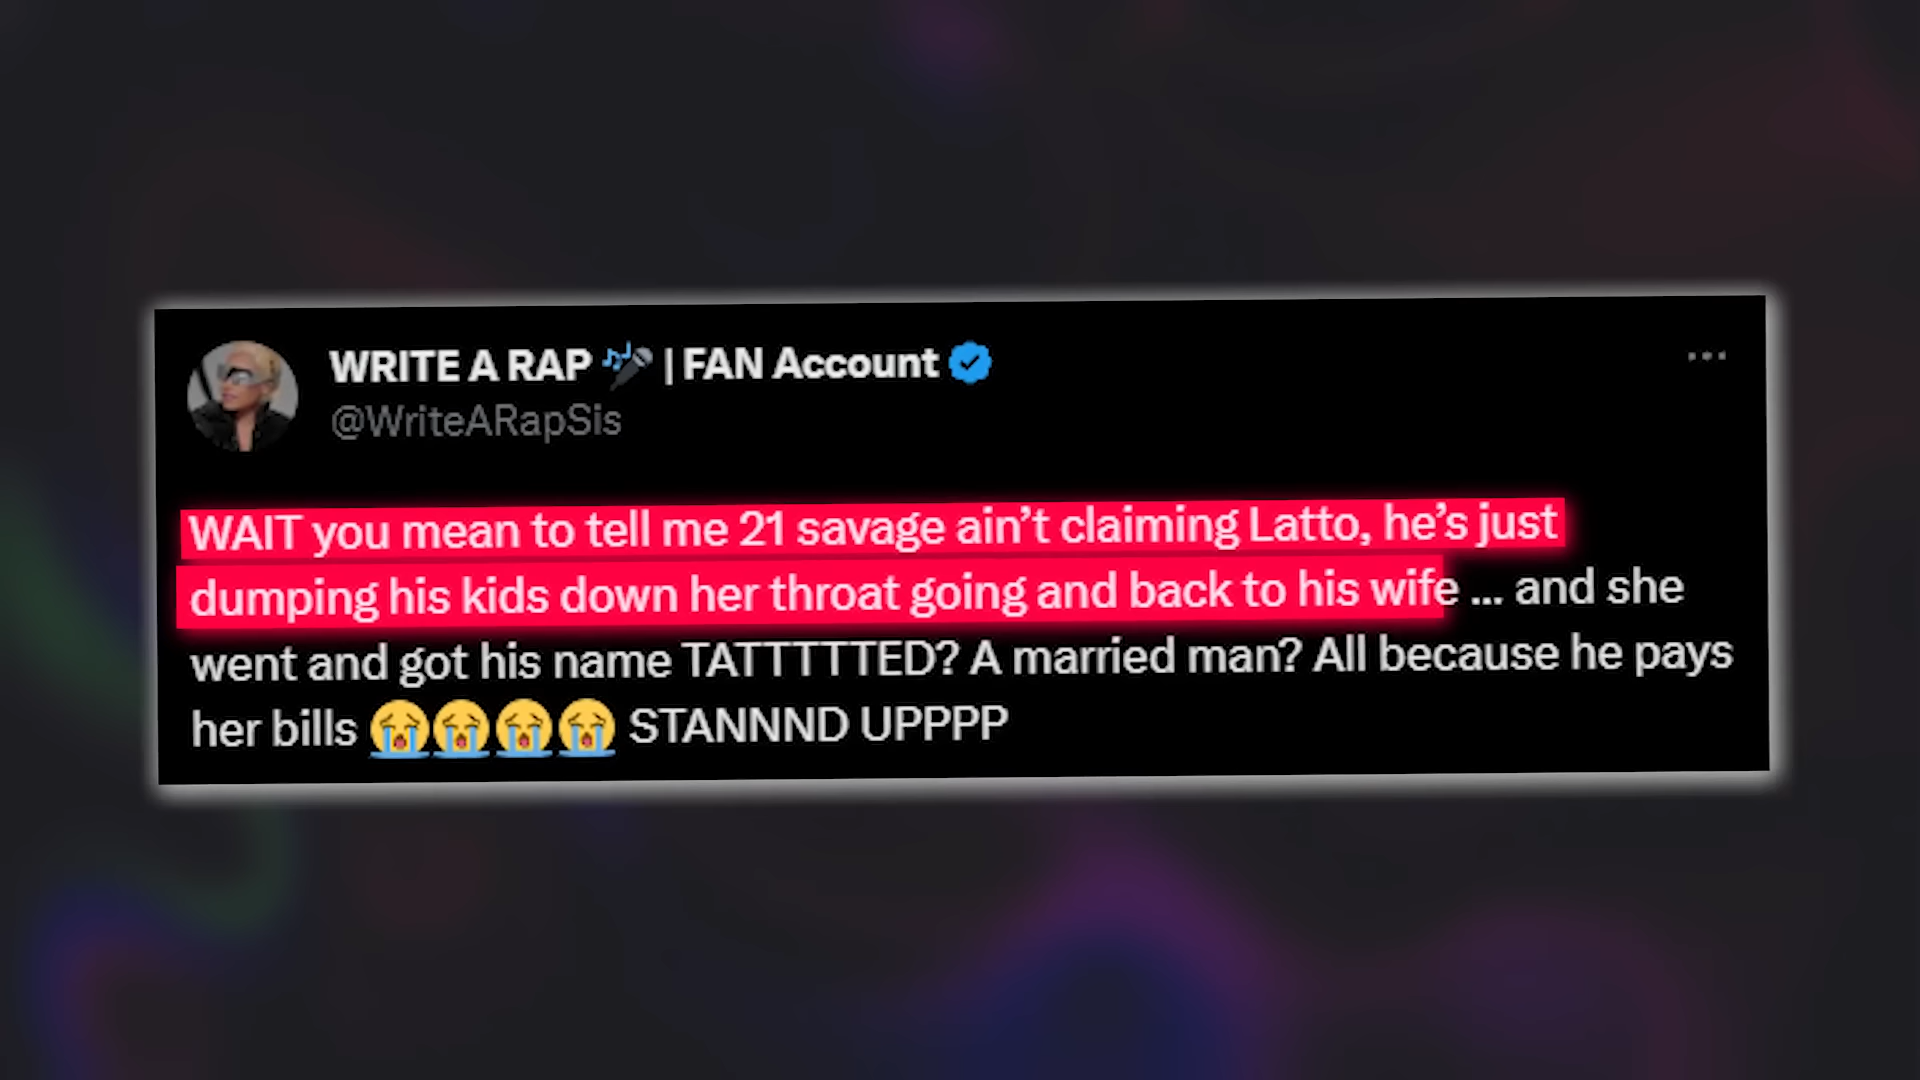 WRITE A RAP 🎶🎤 | FAN Account
@WriteARapSis
WAIT you mean to tell me 21 savage ain’t claiming Latto, he’s just
dumping his kids down her throat going and back to his wife ... and she
went and got his name TATTTTTED? A married man? All because he pays
her bills 😭😭😭😭 STANNND UPPPP